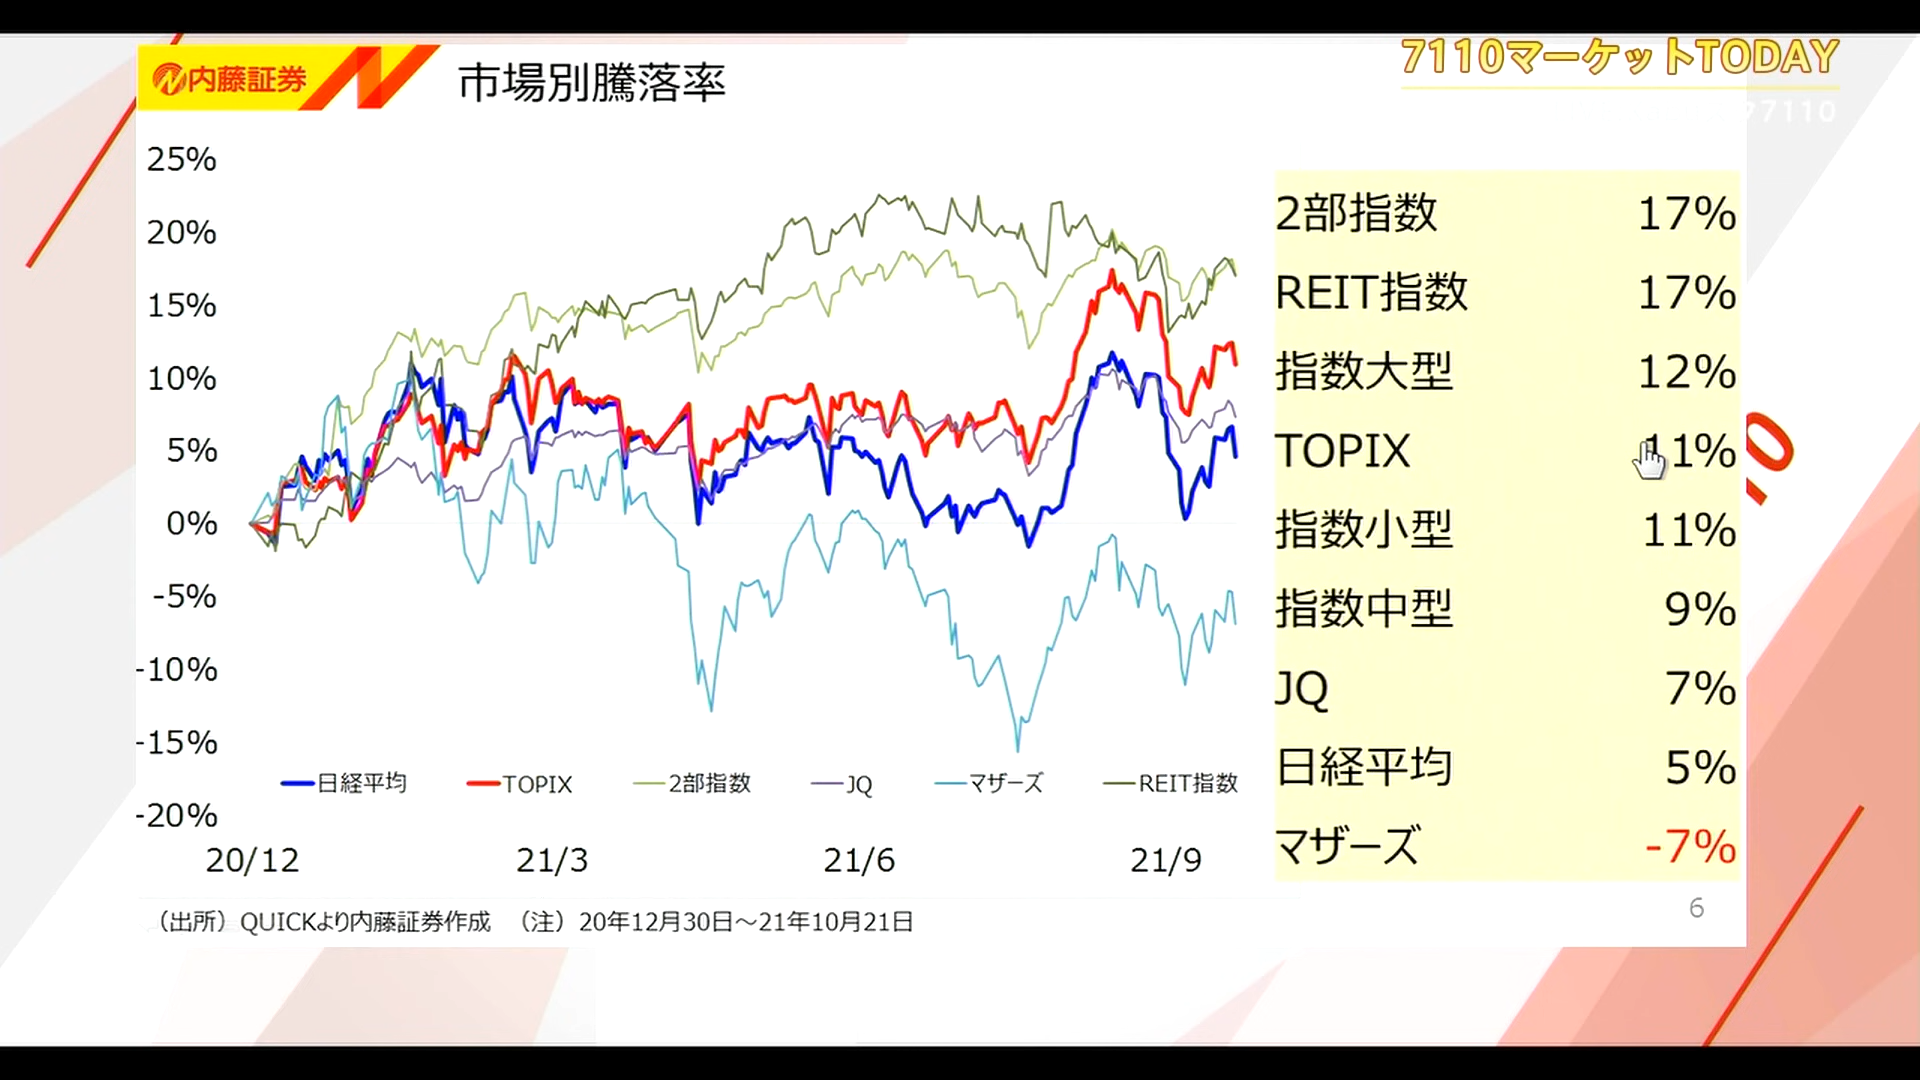 内藤証券
市場別騰落率
7110マーケットTODAY
7110
25%
20%
15%
10%
5%
0%
-5%
-10%
-15%
-20%
日経平均 TOPIX 2部指数 JQ マザーズ REIT指数
20/12 21/3 21/6 21/9
2部指数 17%
REIT指数 17%
指数大型 12%
TOPIX 11%
指数小型 11%
指数中型 9%
JQ 7%
日経平均 5%
マザーズ -7%
（出所）QUICKより内藤証券作成 （注）20年12月30日～21年10月21日
6